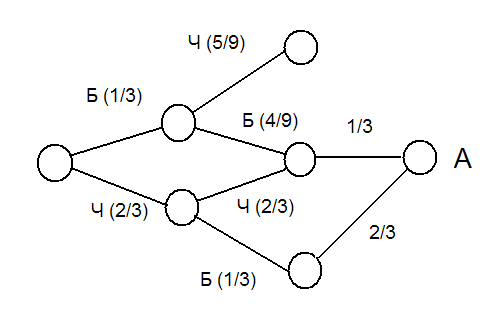 Ч (5/9)
Б (1/3)
Б (4/9)
1/3
А
Ч (2/3)
Ч (2/3)
2/3
Б (1/3)